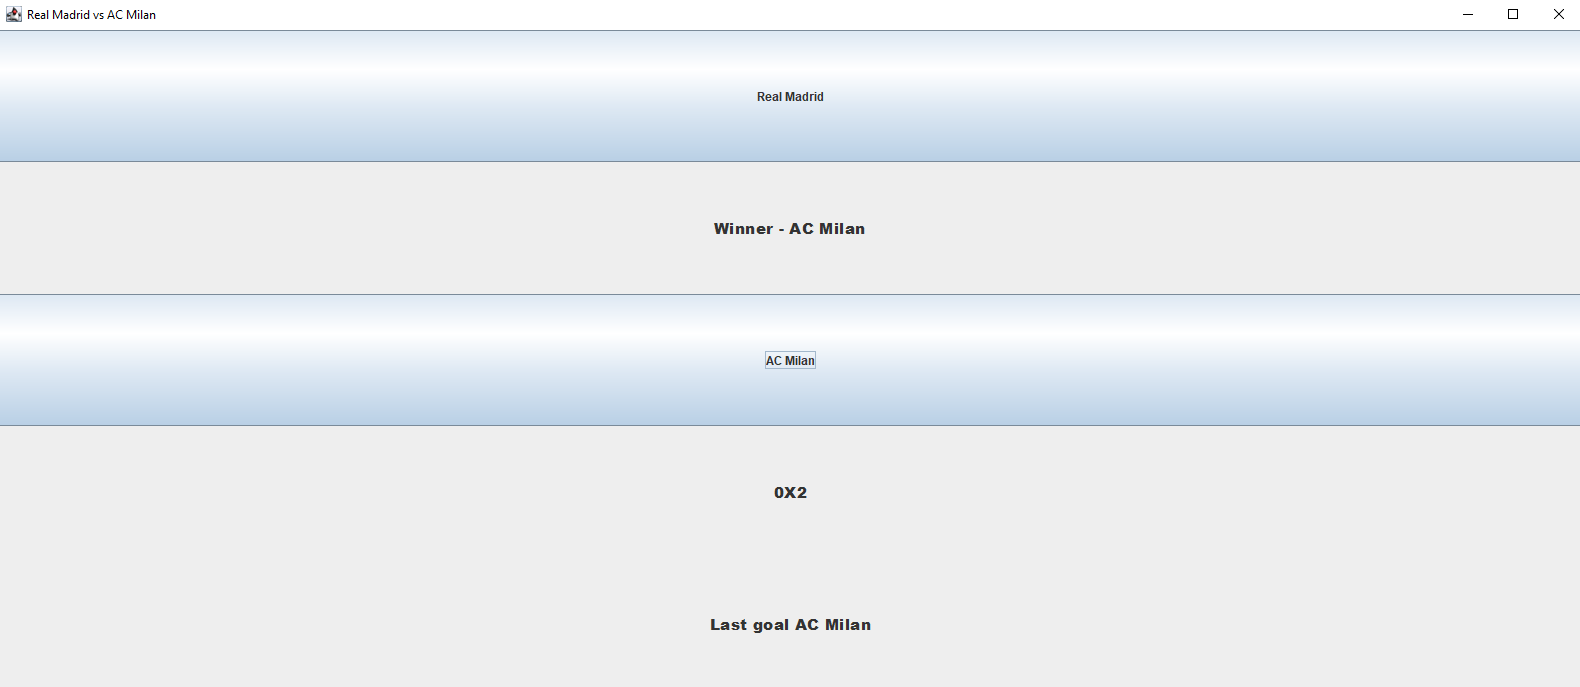 Real Madrid vs AC Milan
Real Madrid
Winner - AC Milan
AC Milan
0X2
Last goal AC Milan